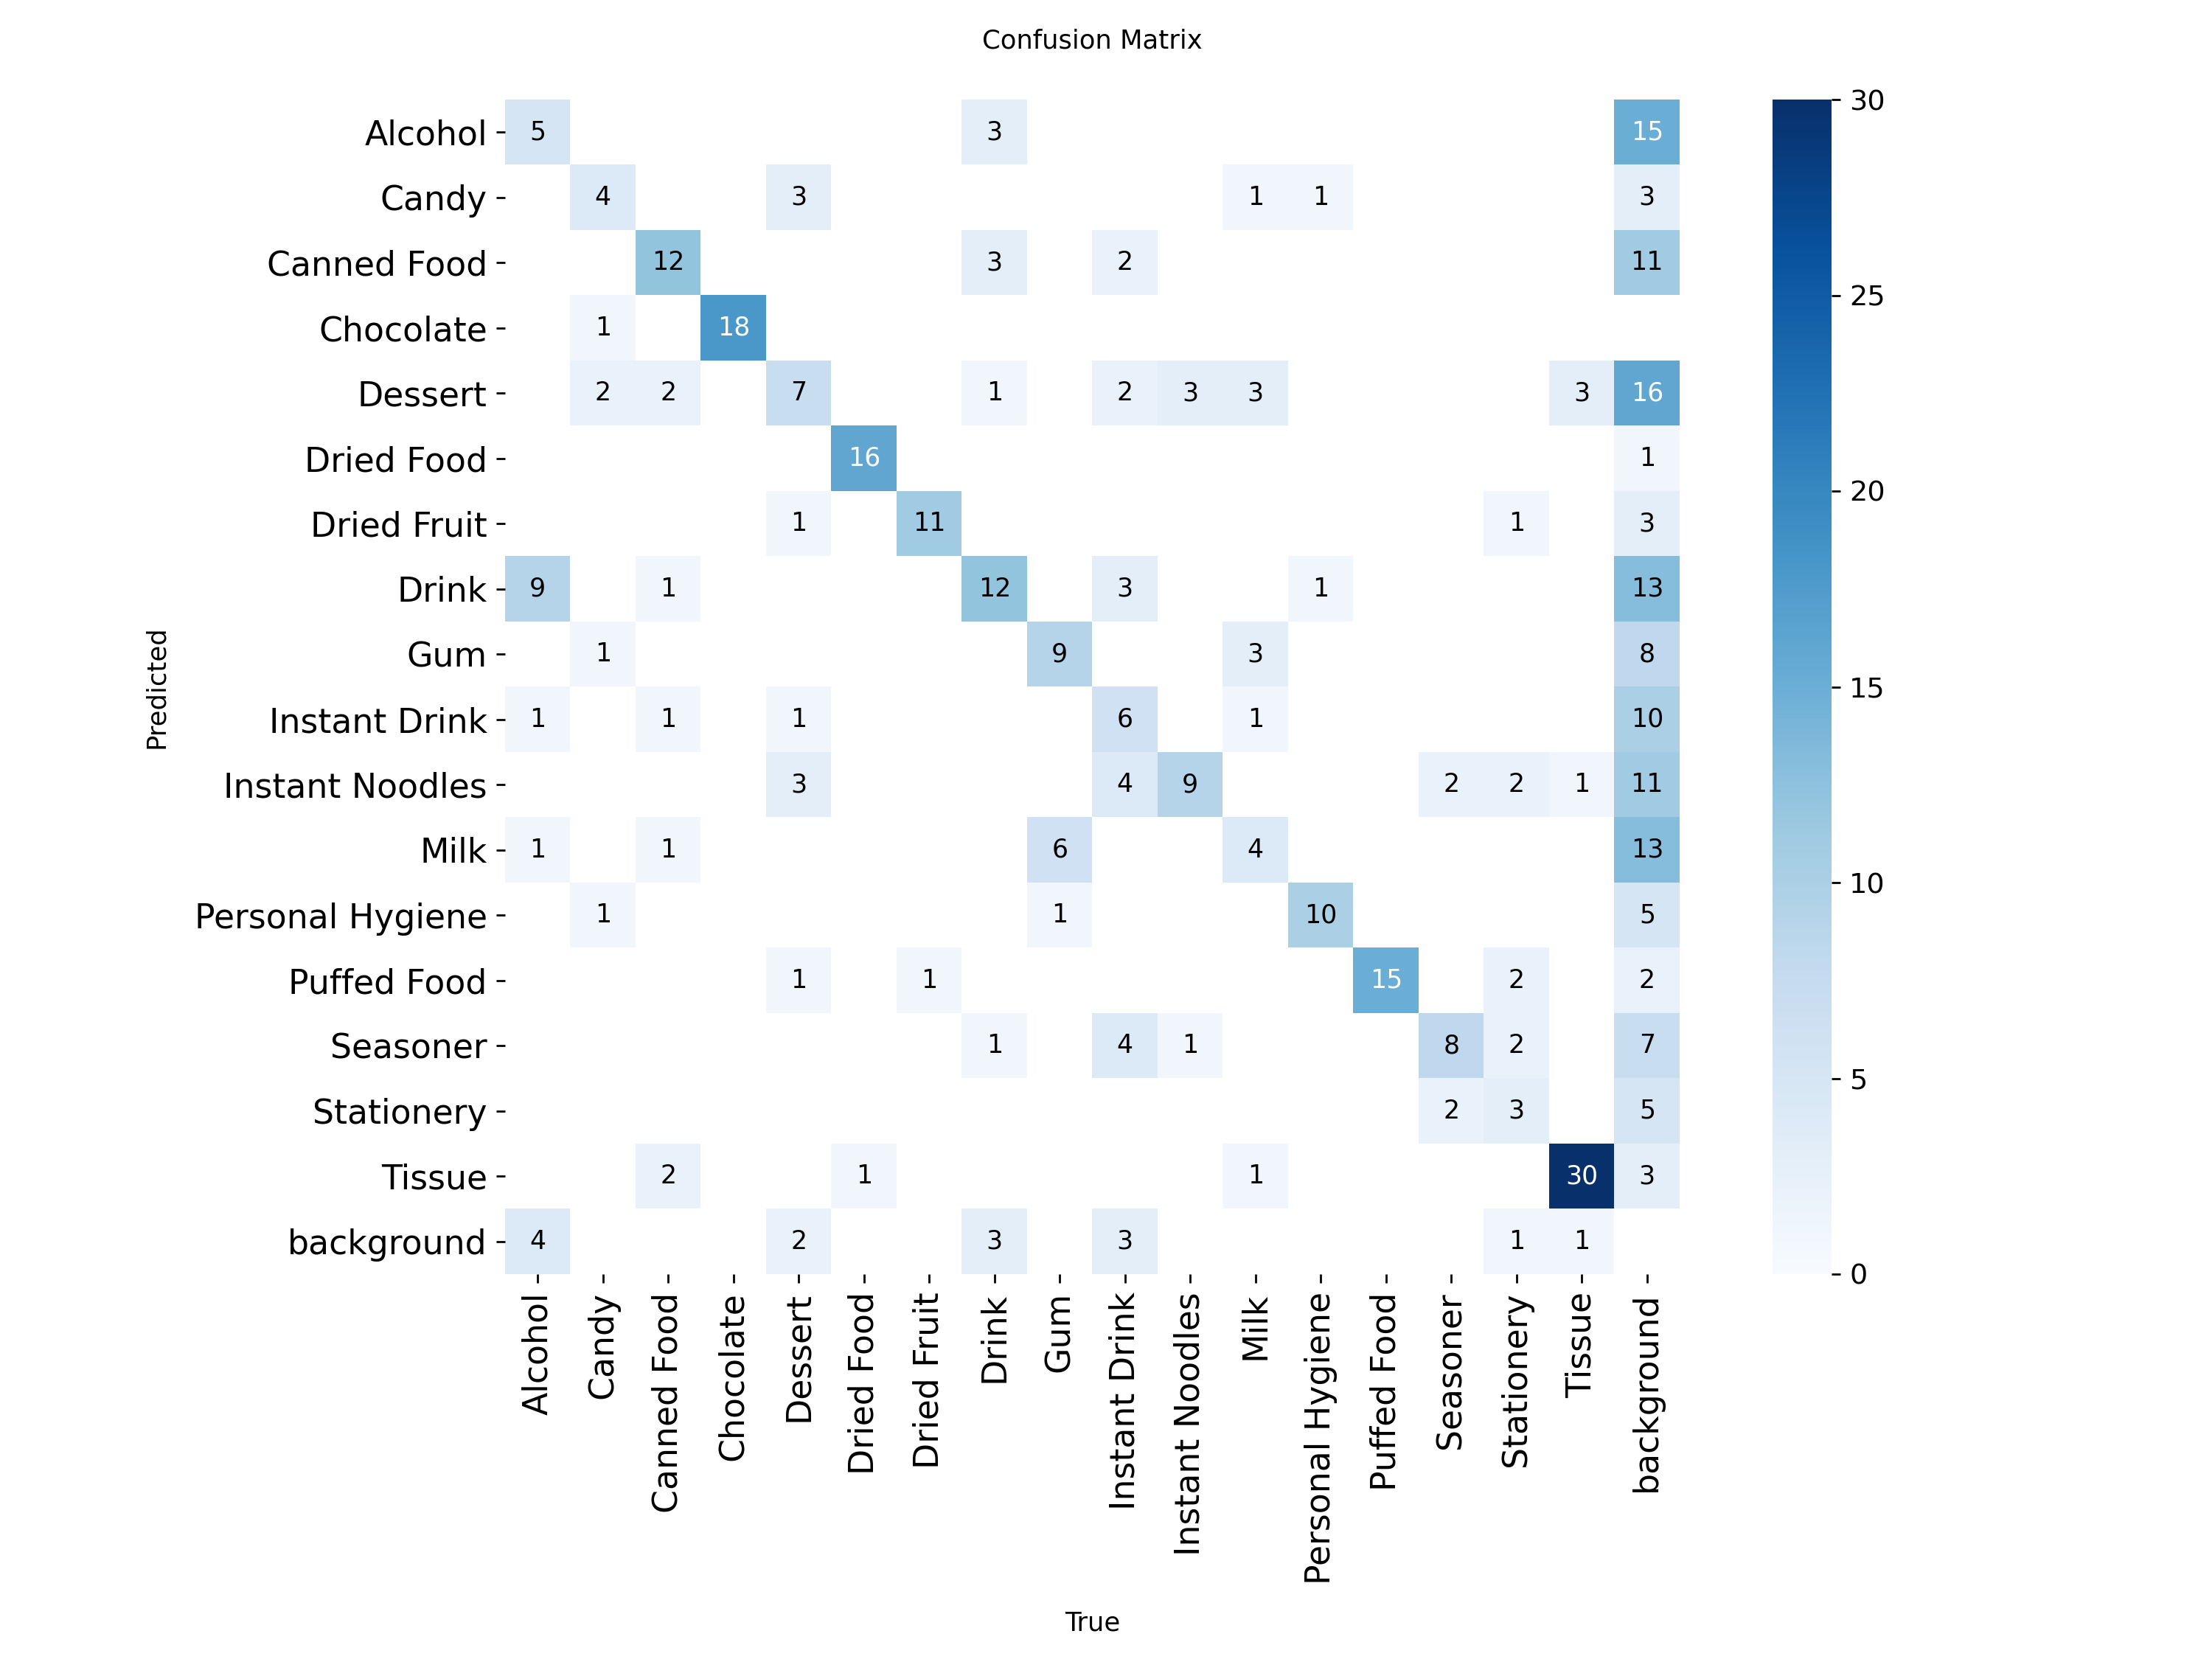 Confusion Matrix
Alcohol 5 3 15
Candy 4 3 1 1 3
Canned Food 12 3 2 11
Chocolate 1 18
Dessert 2 2 7 1 2 3 3 3 16
Dried Food 16 1
Dried Fruit 1 11 1 3
Drink 9 1 12 3 1 13
Gum 1 9 3 8
Instant Drink 1 1 1 6 1 10
Instant Noodles 3 4 9 2 2 1 11
Milk 1 1 6 4 13
Personal Hygiene 1 1 10 5
Puffed Food 1 1 15 2 2
Seasoner 1 4 1 8 2 7
Stationery 2 3 5
Tissue 2 1 1 30 3
background 4 2 3 3 1 1
Predicted
Alcohol
Candy
Canned Food
Chocolate
Dessert
Dried Food
Dried Fruit
Drink
Gum
Instant Drink
Instant Noodles
Milk
Personal Hygiene
Puffed Food
Seasoner
Stationery
Tissue
background
True
30
25
20
15
10
5
0